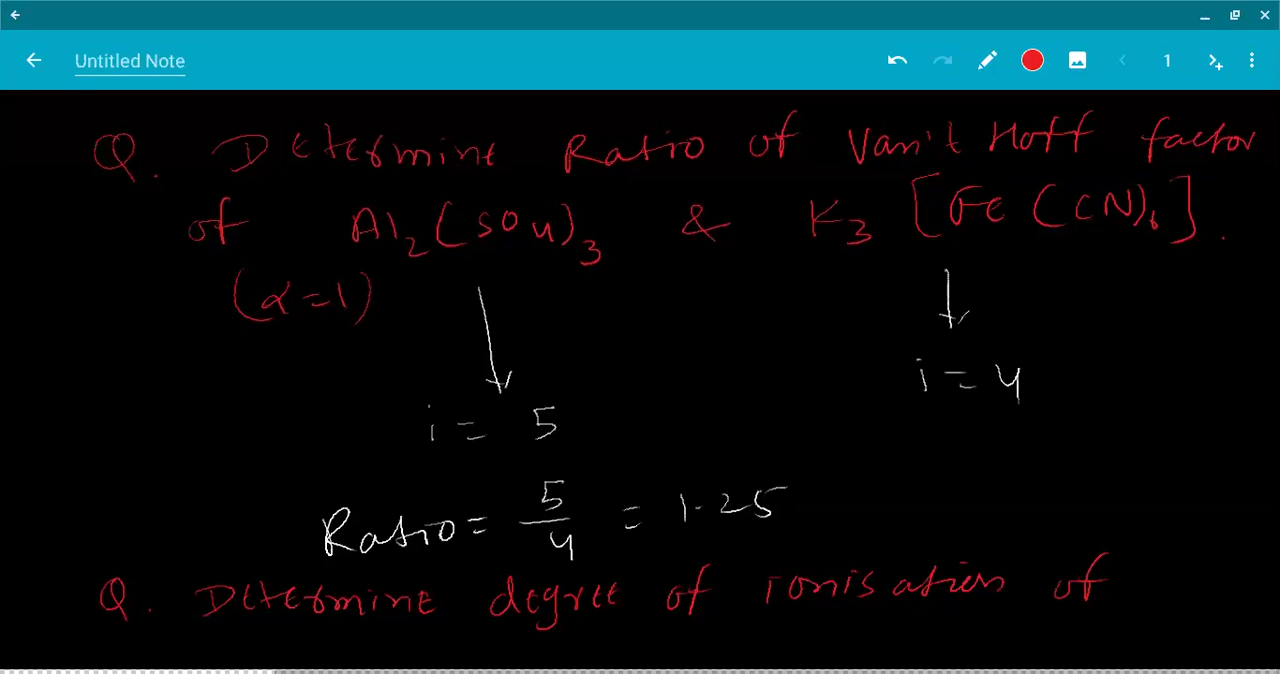 Untitled Note
1
Q. Determine Ratio of Van't Hoff factor
of Al2(SO4)3 & K3[Fe(CN)6].
(α=1)
i = 4
i = 5
Ratio = 5/4 = 1.25
Q. Determine degree of ionisation of